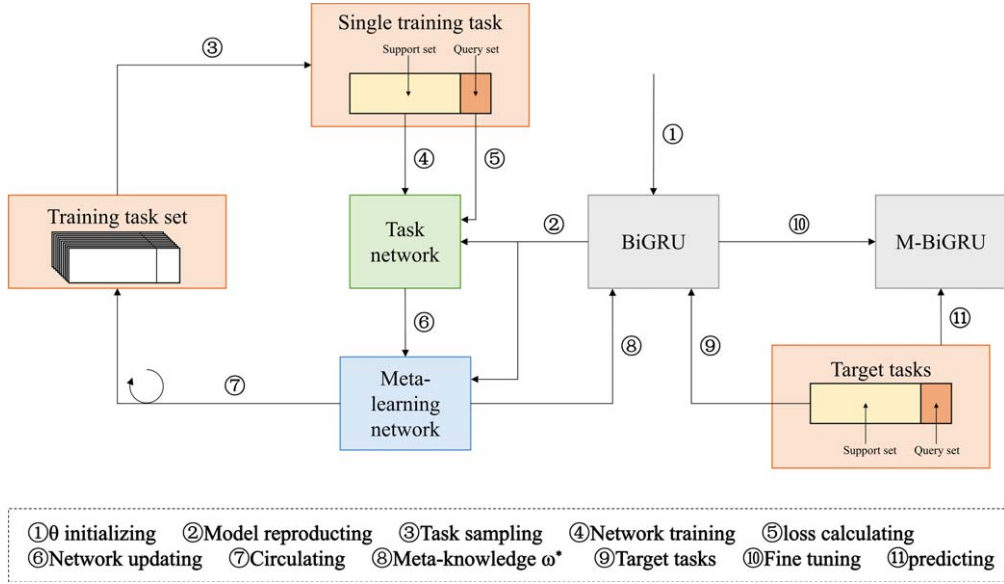 Single training task
Support set
Query set
③
①
④
⑤
Training task set
Task
network
②
BiGRU
⑩
M-BiGRU
⑥
⑧
⑨
⑪
Target tasks
Meta-
learning
network
⑦
Support set
Query set
①θ initializing ②Model reproducting ③Task sampling ④Network training ⑤loss calculating
⑥Network updating ⑦Circulating ⑧Meta-knowledge ω* ⑨Target tasks ⑩Fine tuning ⑪predicting